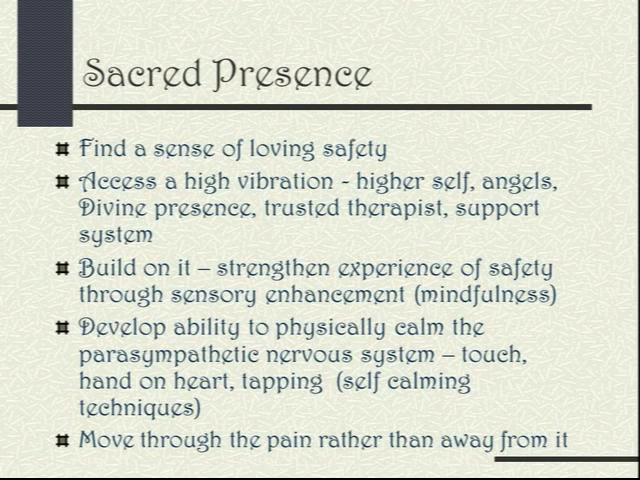 Sacred Presence
Find a sense of loving safety
Access a high vibration - higher self, angels,
Divine presence, trusted therapist, support
system
Build on it – strengthen experience of safety
through sensory enhancement (mindfulness)
Develop ability to physically calm the
parasympathetic nervous system – touch,
hand on heart, tapping (self calming
techniques)
Move through the pain rather than away from it